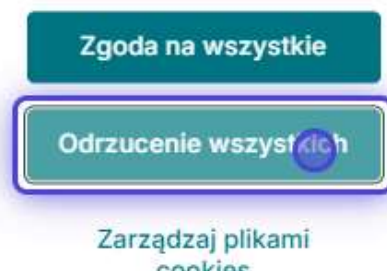 Zgoda na wszystkie
Odrzucenie wszystkich
Zarządzaj plikami
cookies